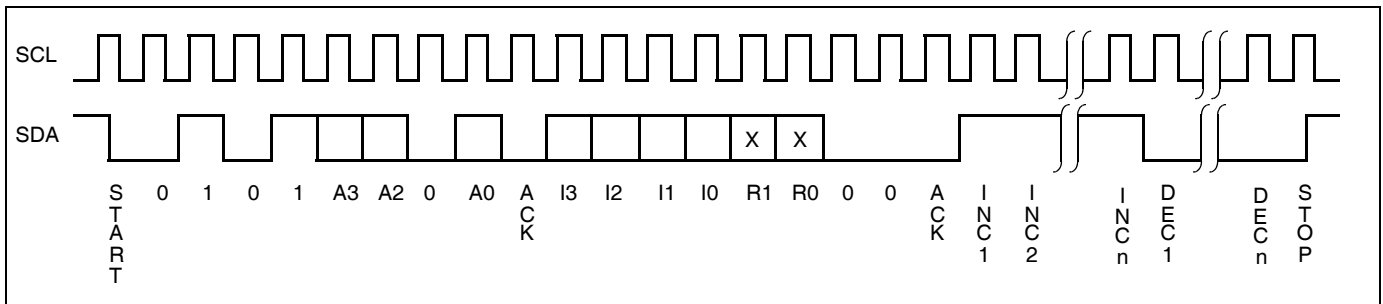 SCL
SDA
X X
START 0 1 0 1 A3 A2 0 A0 ACK I3 I2 I1 I0 R1 R0 0 0 ACK INC1 INC2 INCn DEC1 DECn STOP